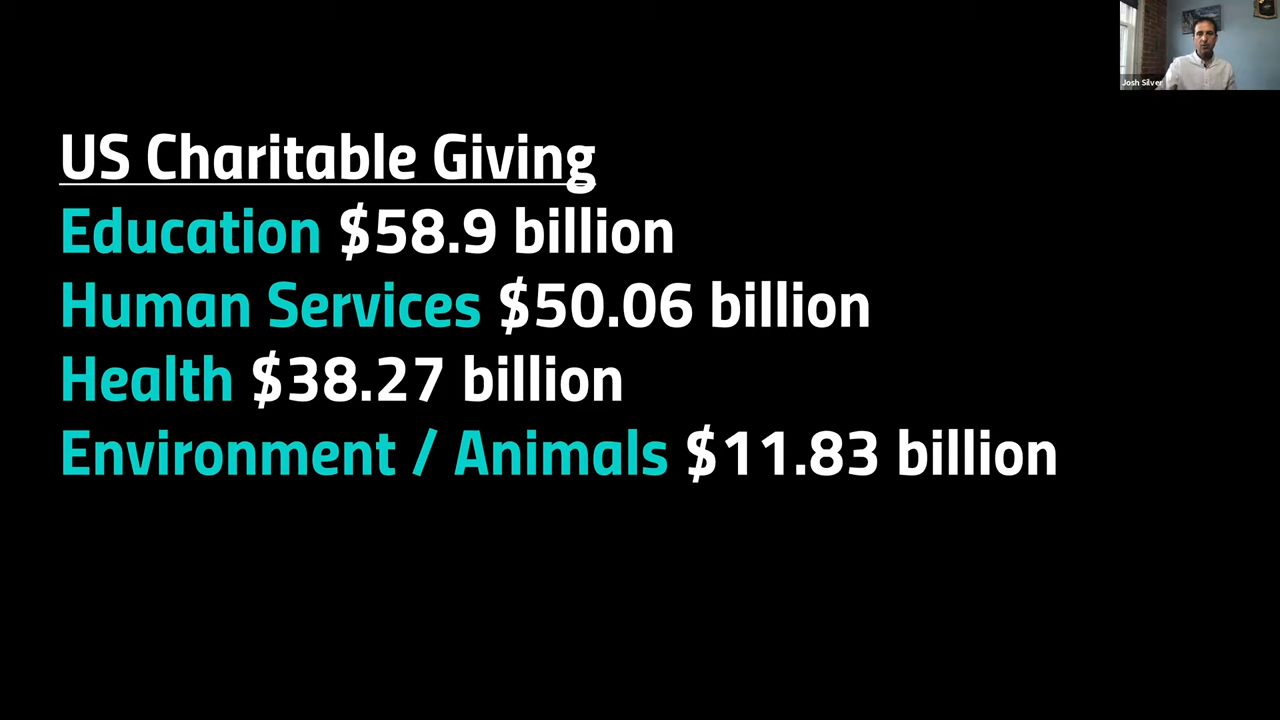 Josh Silver
US Charitable Giving
Education $58.9 billion
Human Services $50.06 billion
Health $38.27 billion
Environment / Animals $11.83 billion